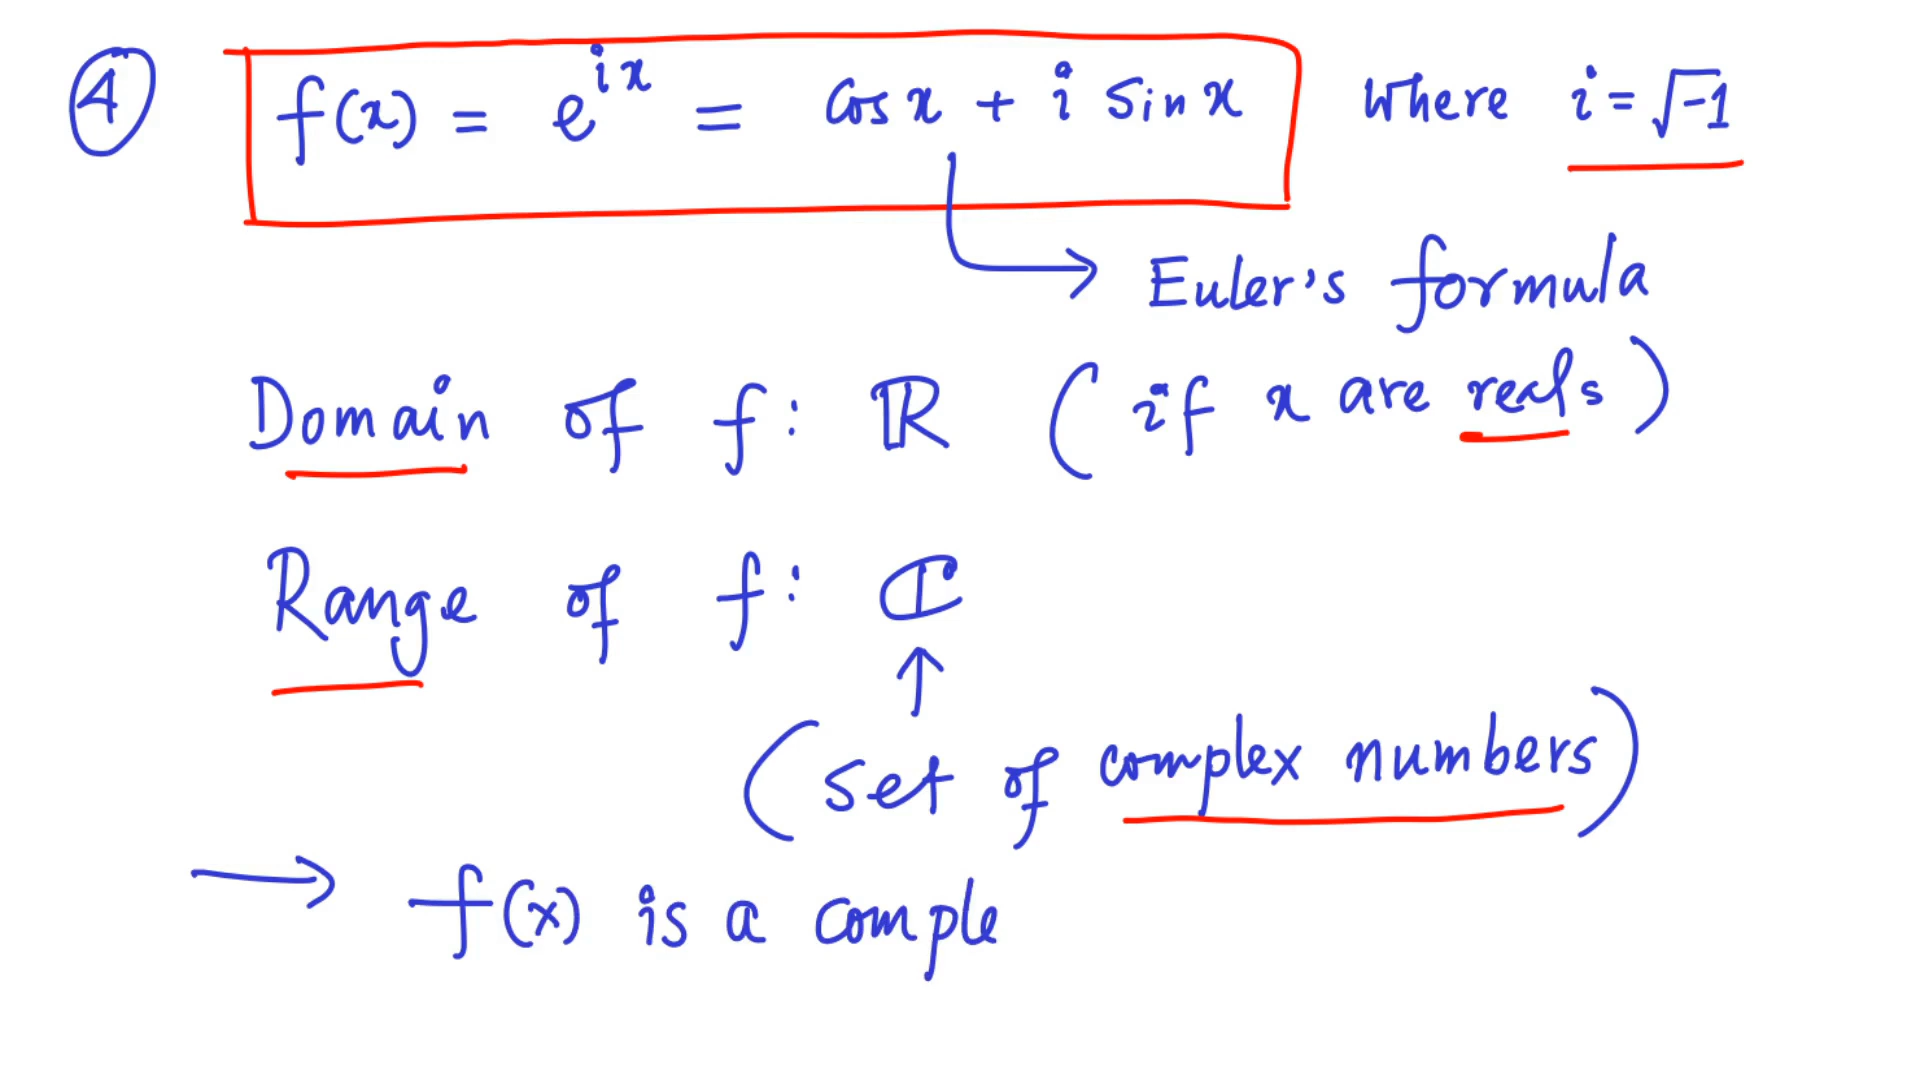 ④ f(x) = e^{ix} = cos x + i sin x where i = √-1
Euler's formula
Domain of f : ℝ (if x are reals)
Range of f : ℂ
(set of complex numbers)
→ f(x) is a comple